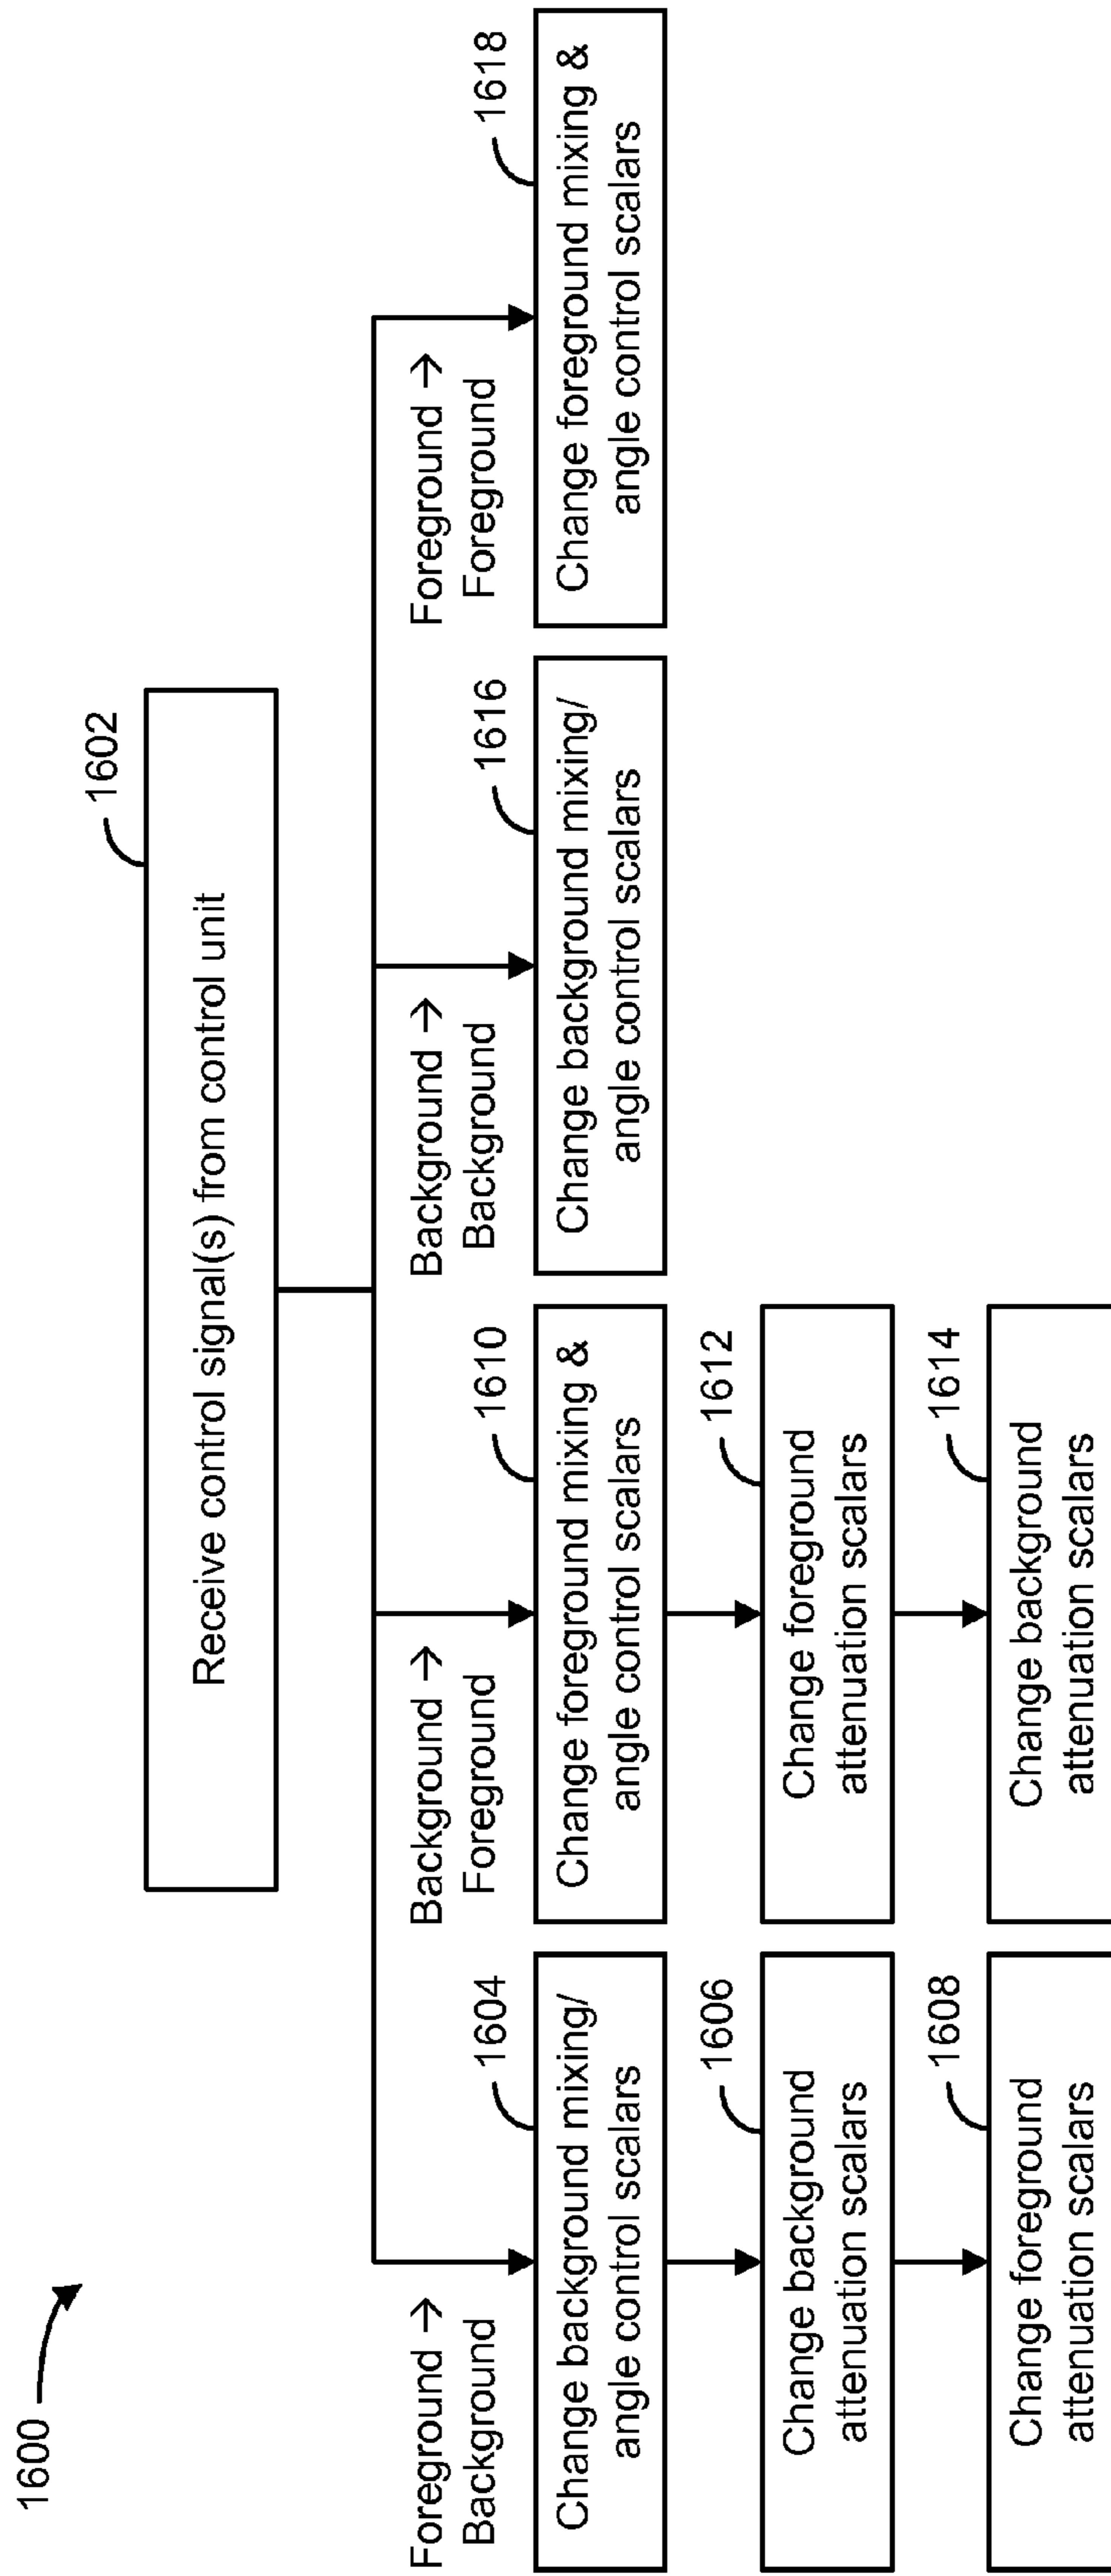 1600
Receive control signal(s) from control unit
1602
Foreground →
Background
Change background mixing/
angle control scalars
1604
Change background
attenuation scalars
1606
Change foreground
attenuation scalars
1608
Background →
Foreground
Change foreground mixing &
angle control scalars
1610
Change foreground
attenuation scalars
1612
Change background
attenuation scalars
1614
Background →
Background
Change background mixing/
angle control scalars
1616
Foreground →
Foreground
Change foreground mixing &
angle control scalars
1618